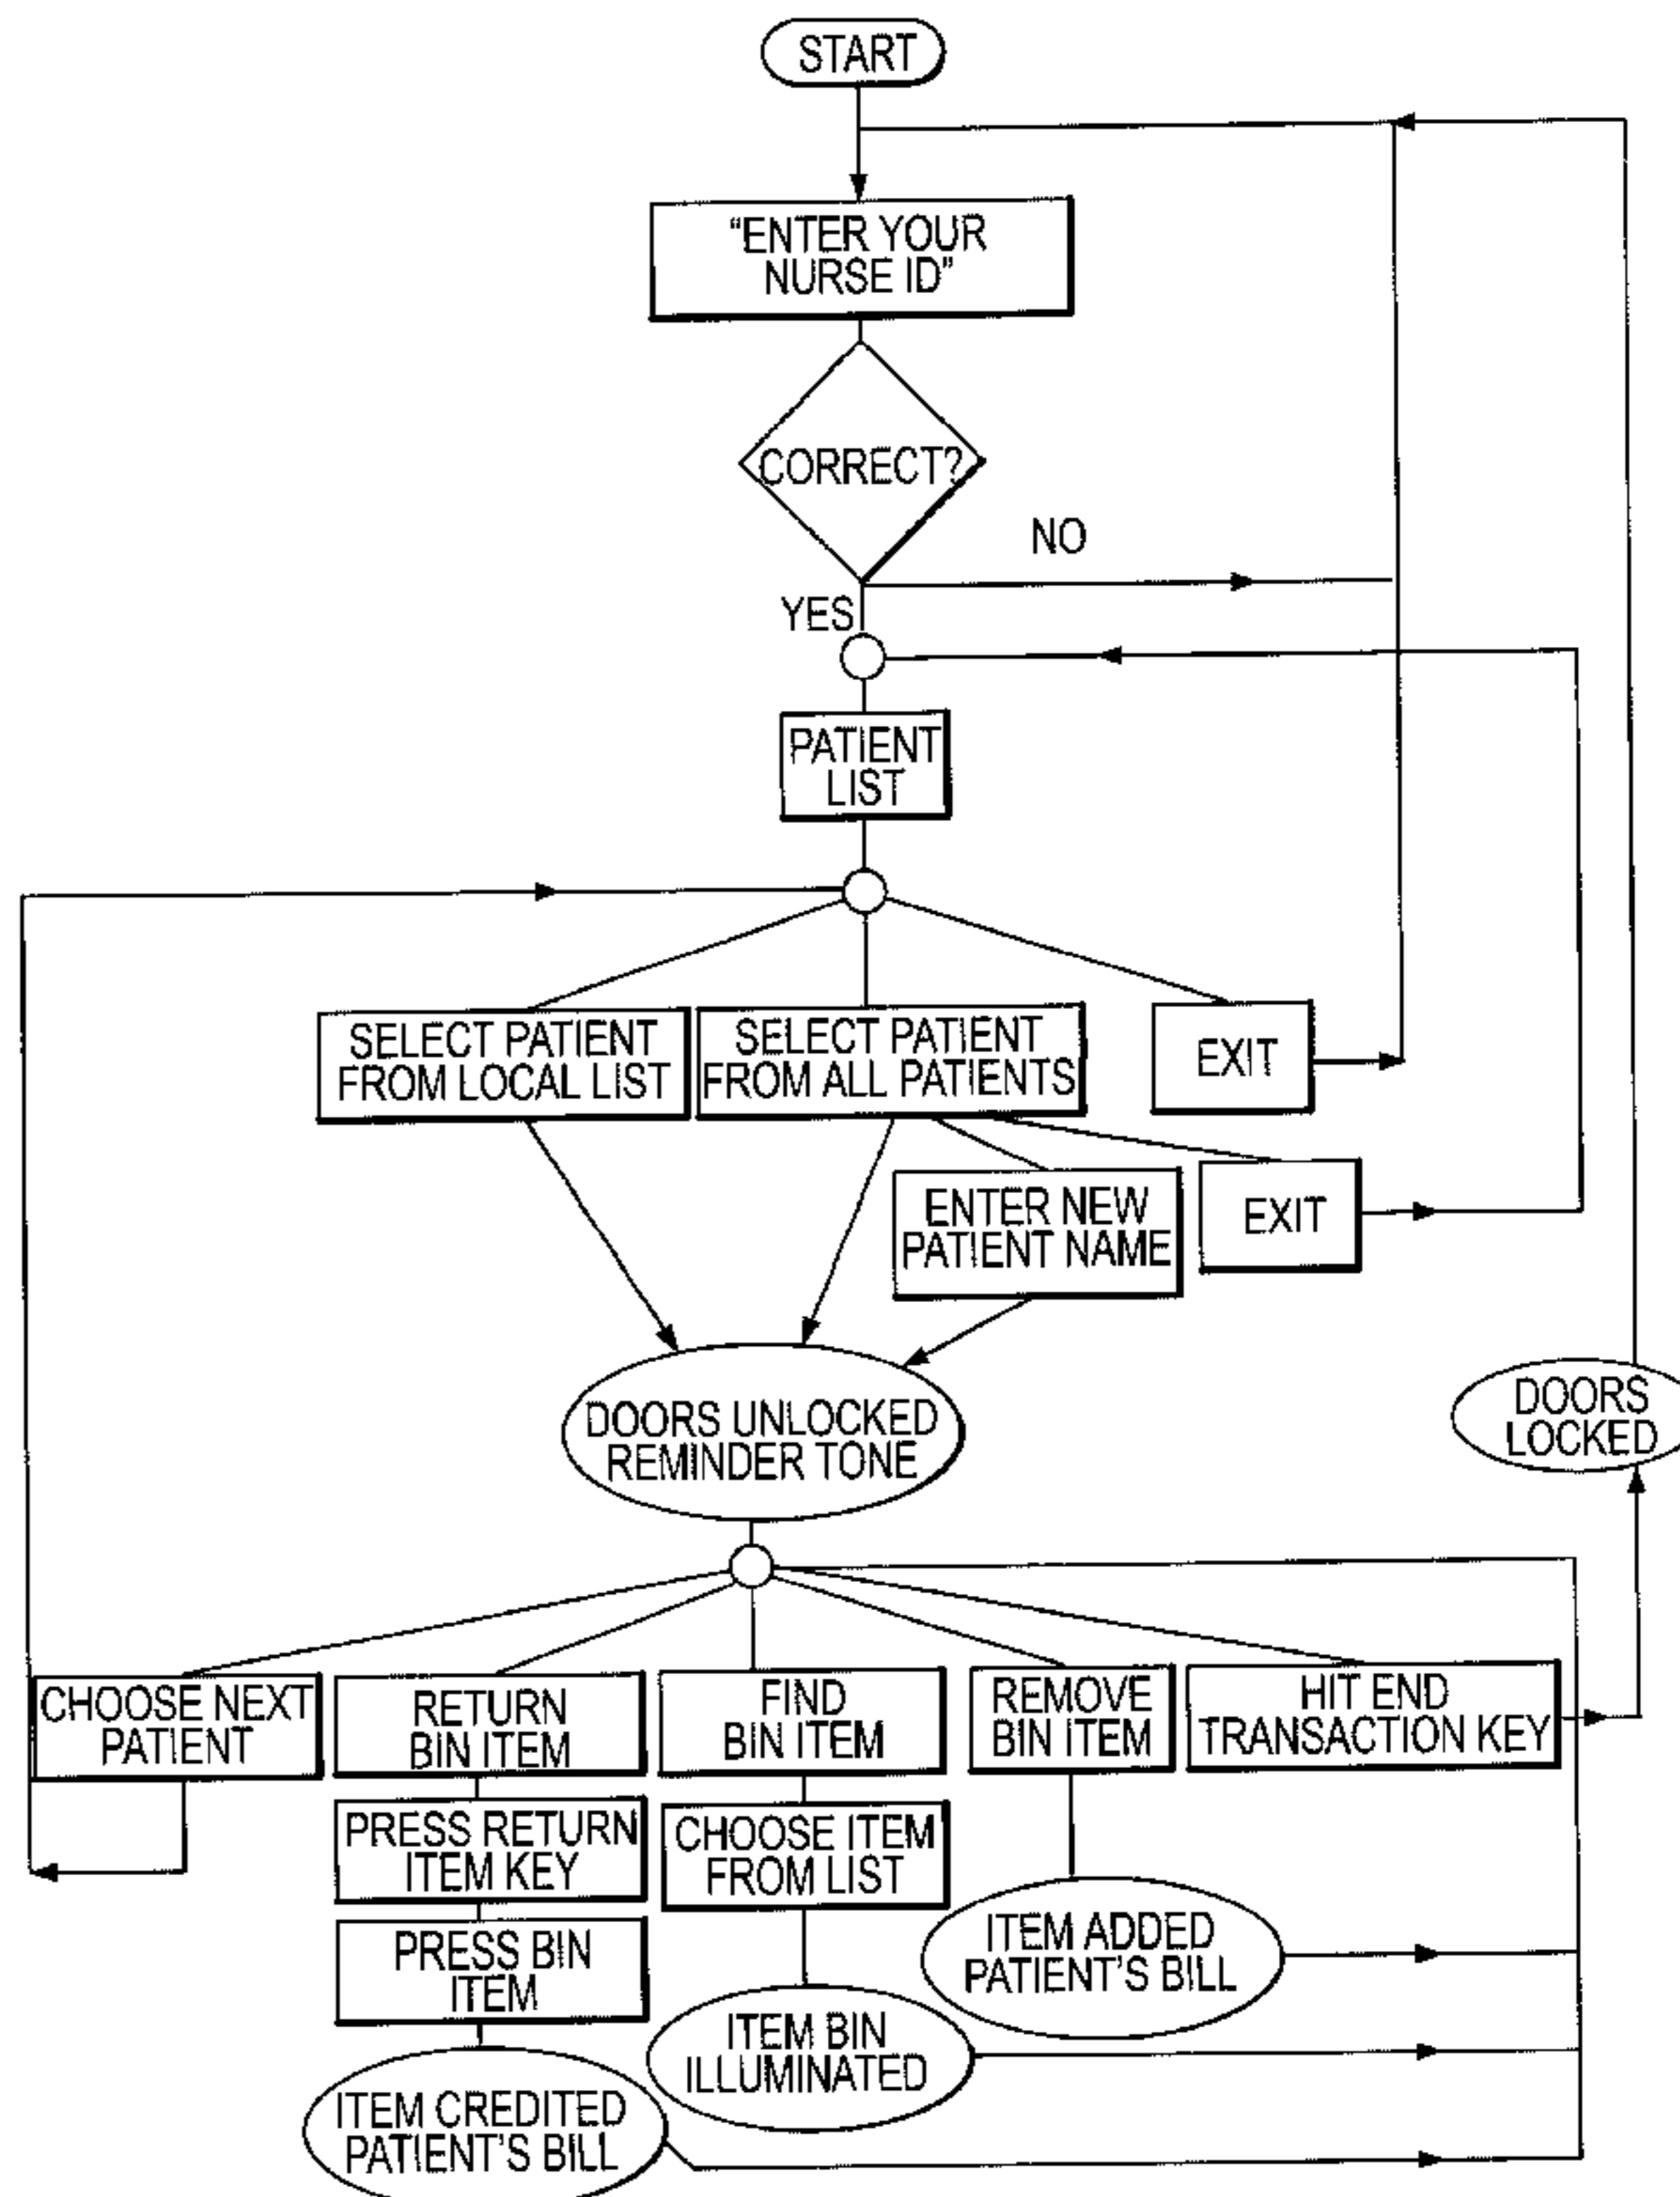 START
“ENTER YOUR
NURSE ID”
CORRECT?
NO
YES
PATIENT
LIST
SELECT PATIENT
FROM LOCAL LIST
SELECT PATIENT
FROM ALL PATIENTS
EXIT
ENTER NEW
PATIENT NAME
EXIT
DOORS UNLOCKED
REMINDER TONE
DOORS
LOCKED
CHOOSE NEXT
PATIENT
RETURN
BIN ITEM
FIND
BIN ITEM
REMOVE
BIN ITEM
HIT END
TRANSACTION KEY
PRESS RETURN
ITEM KEY
CHOOSE ITEM
FROM LIST
PRESS BIN
ITEM
ITEM ADDED
PATIENT'S BILL
ITEM BIN
ILLUMINATED
ITEM CREDITED
PATIENT'S BILL